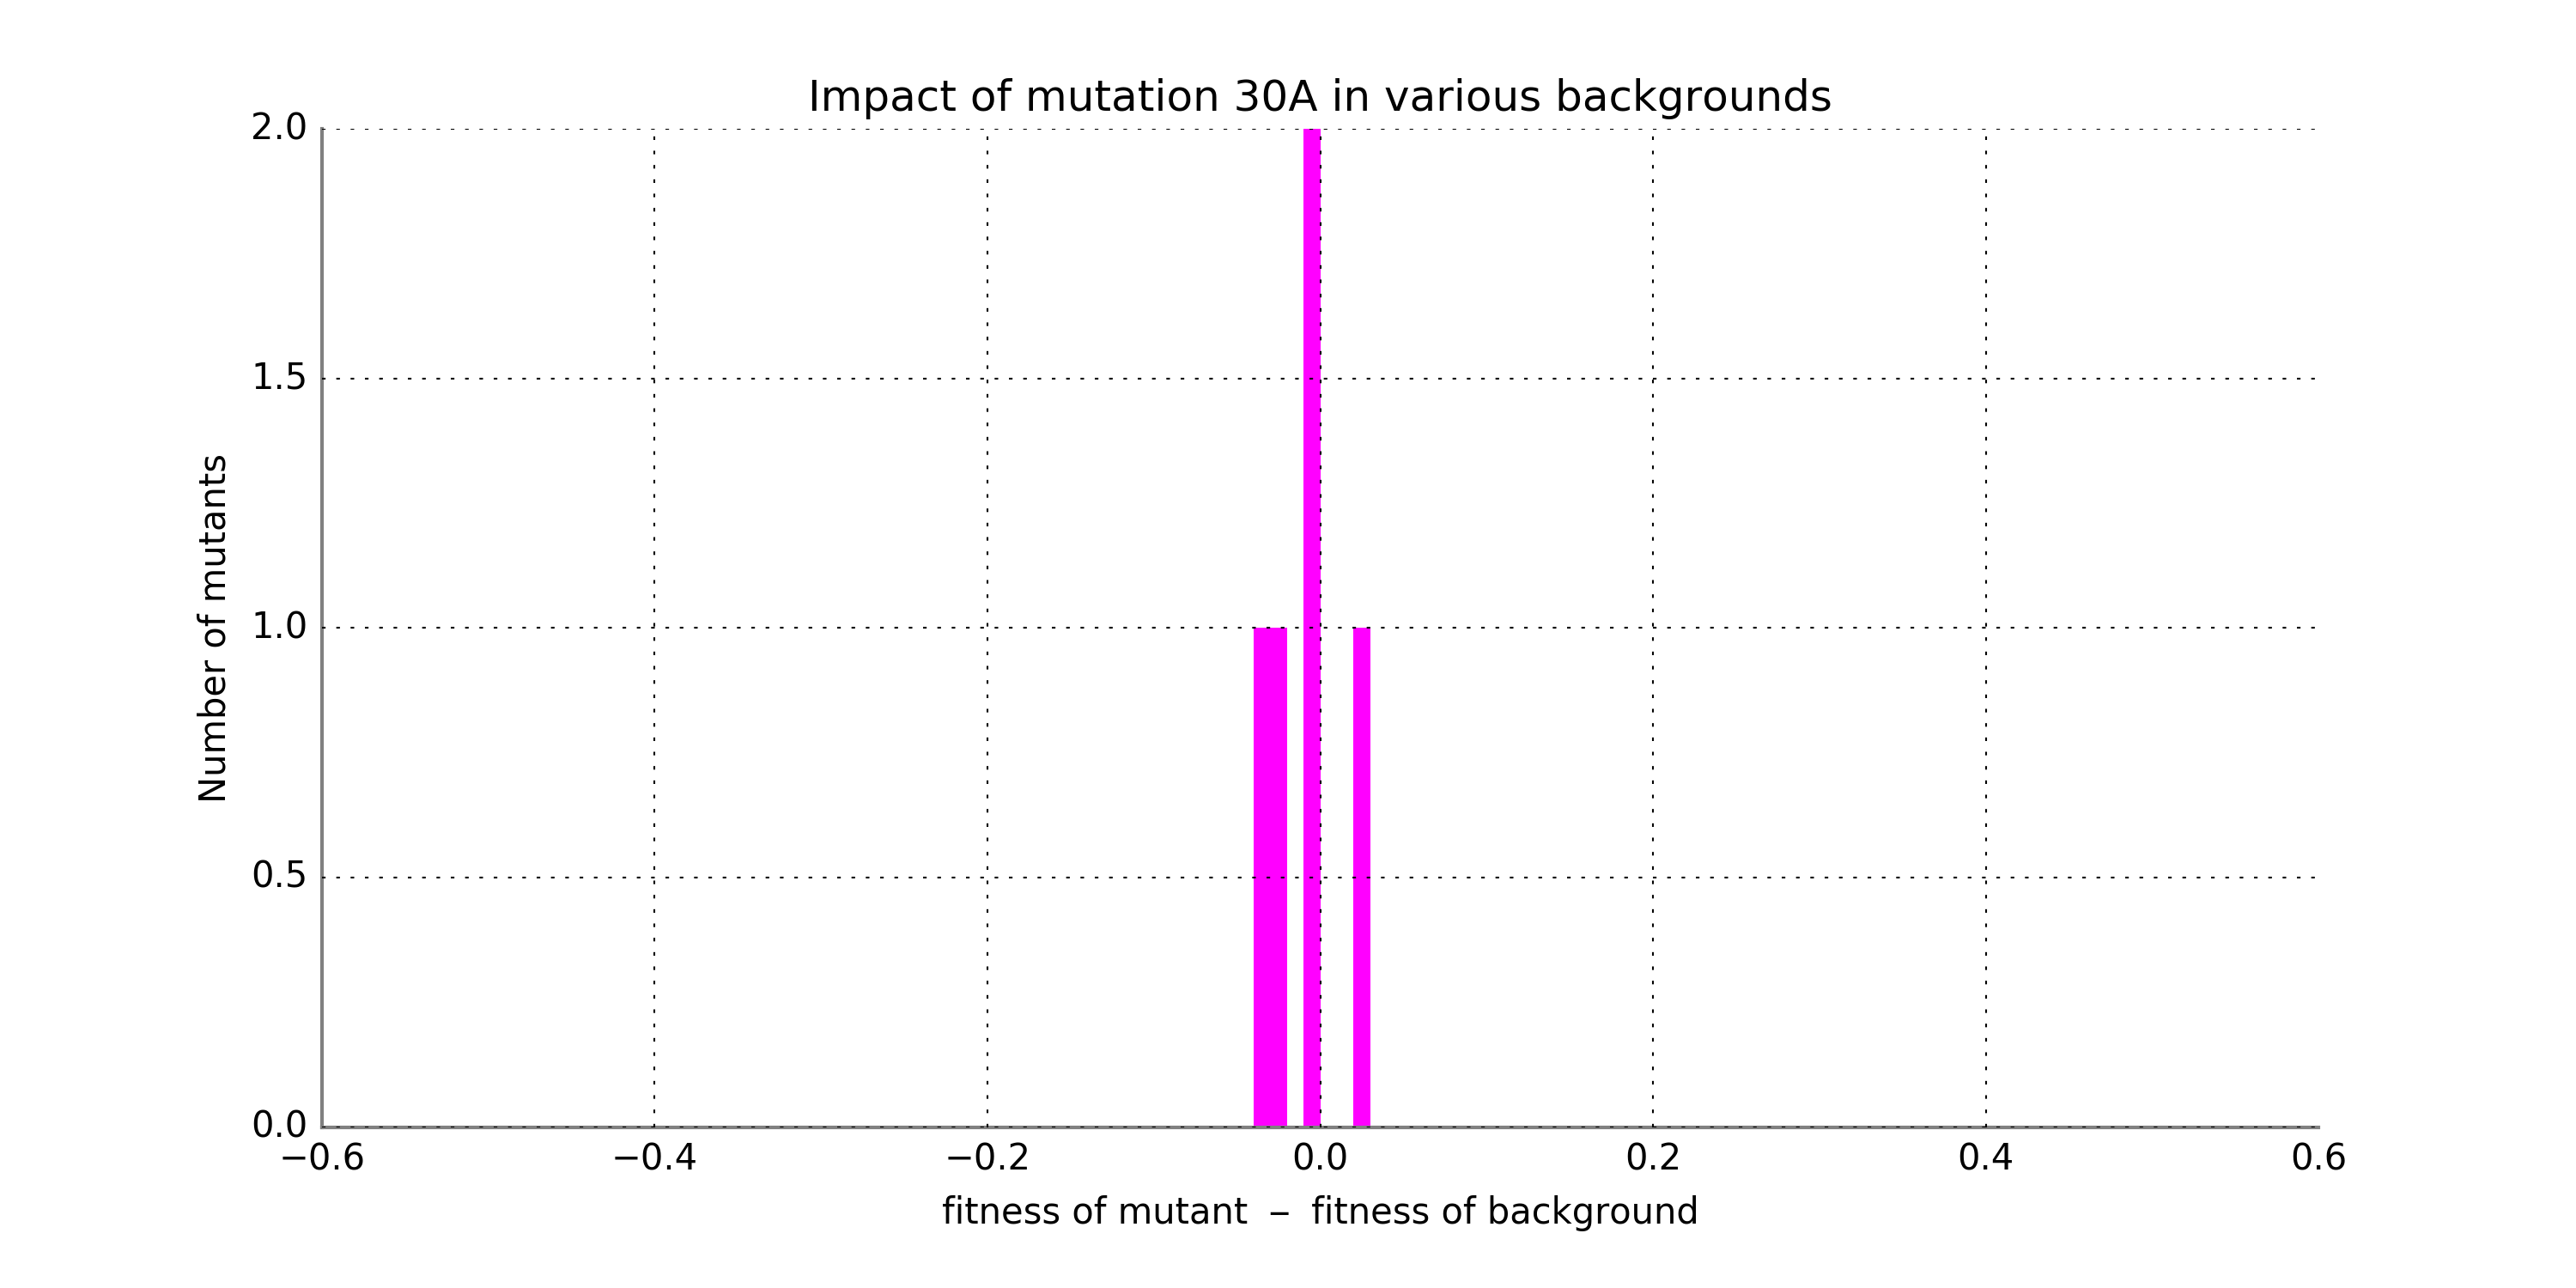 Impact of mutation 30A in various backgrounds
2.0
1.5
1.0
0.5
0.0
Number of mutants
−0.6 −0.4 −0.2 0.0 0.2 0.4 0.6
fitness of mutant − fitness of background